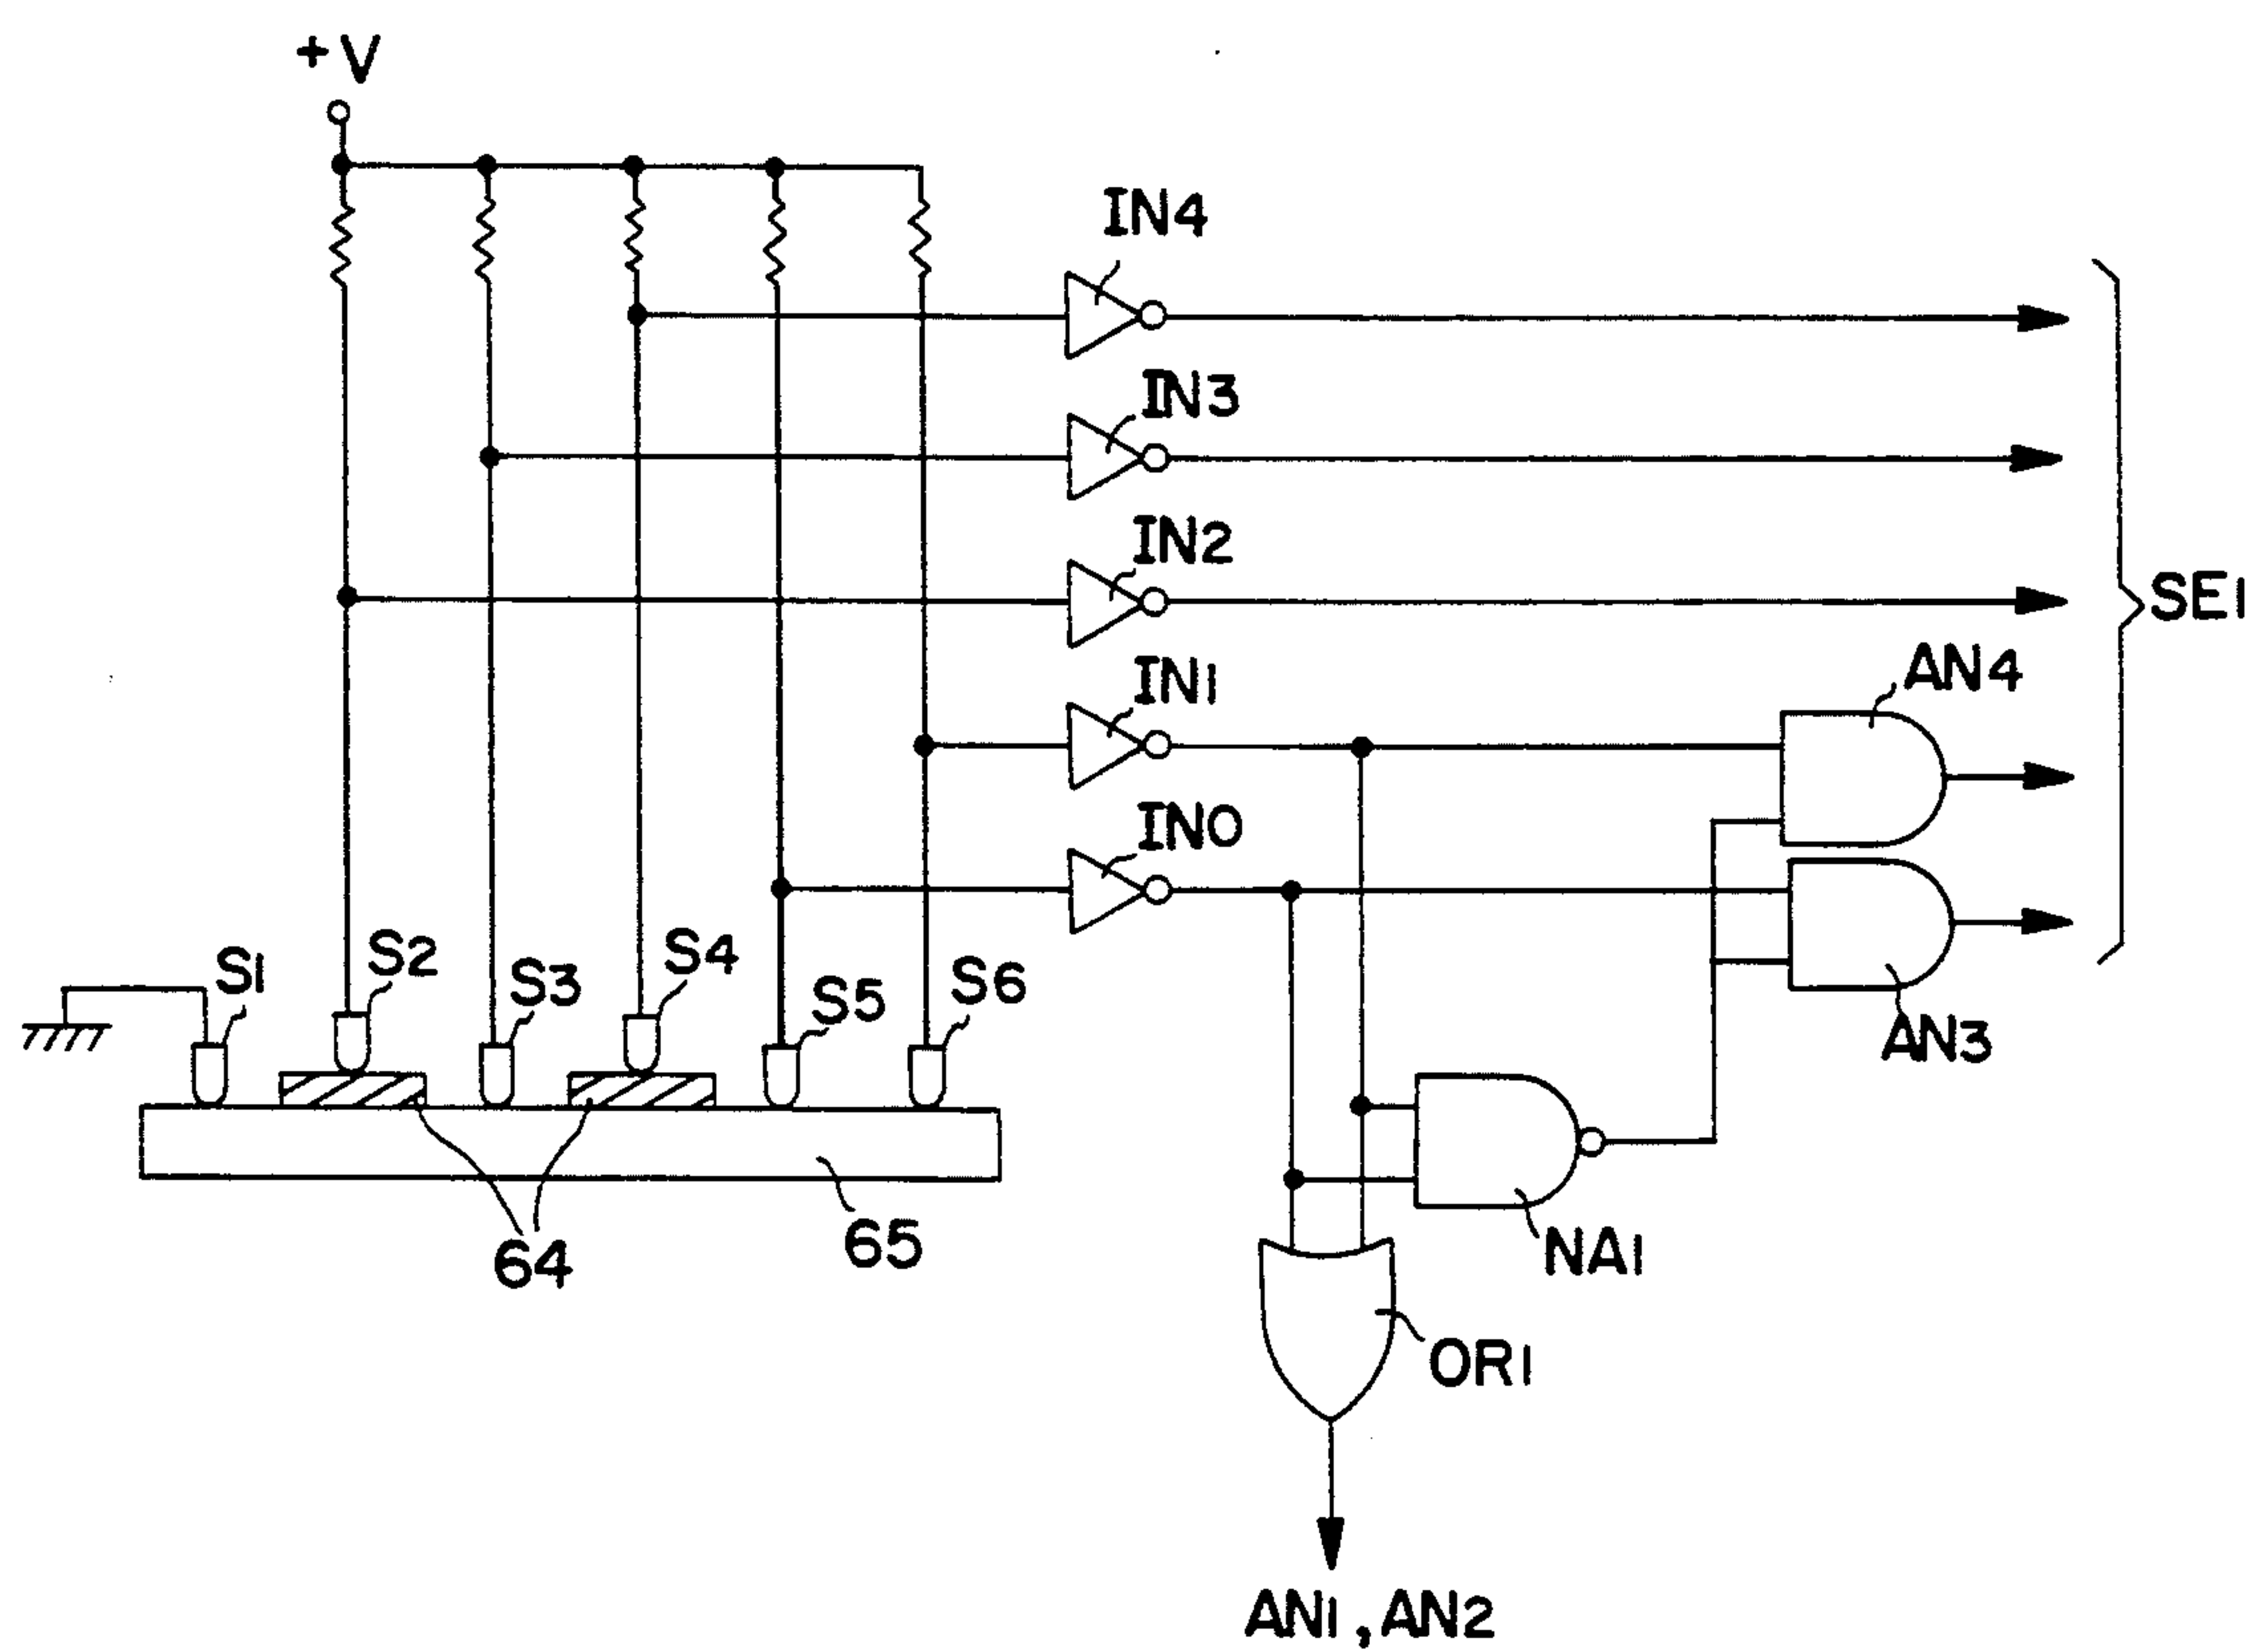 +V
IN4
IN3
IN2
SE1
IN1
AN4
IN0
S1
S2
S3
S4
S5
S6
AN3
64
65
NA1
OR1
AN1, AN2